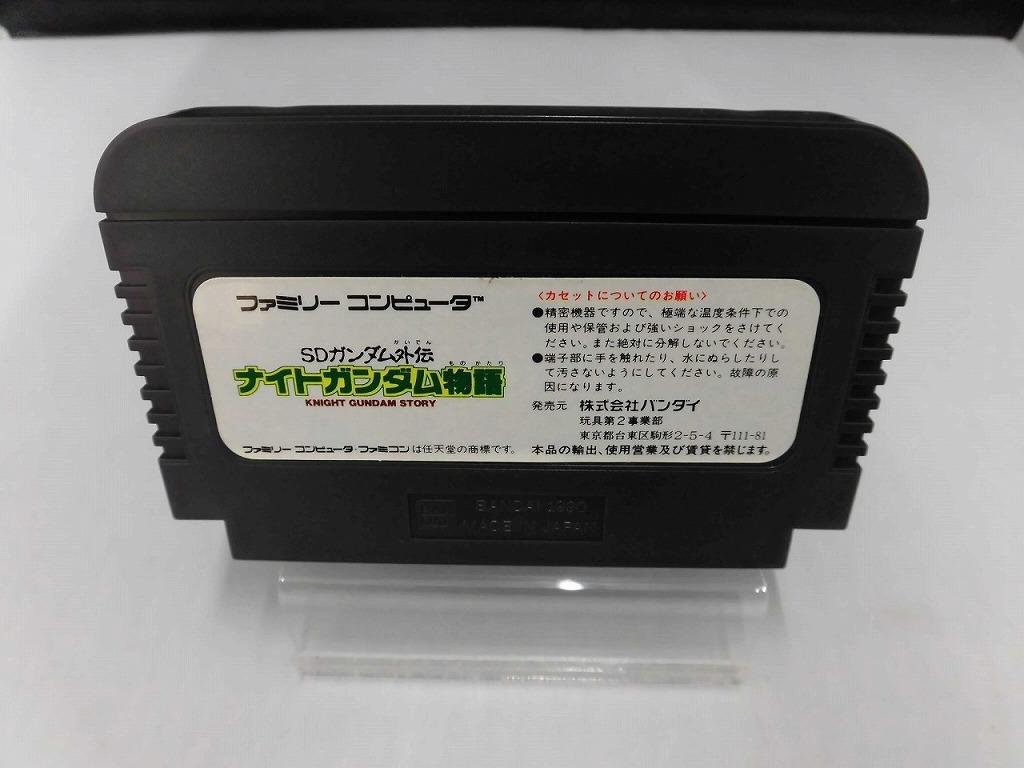 ファミリー コンピュータ™
かいでん
SDガンダム外伝
ものがたり
ナイトガンダム物語
KNIGHT GUNDAM STORY
ファミリー コンピュータ・ファミコンは任天堂の商標です。
〈カセットについてのお願い〉
●精密機器ですので、極端な温度条件下での
使用や保管および強いショックをさけてく
ださい。また絶対に分解しないでください。
●端子部に手を触れたり、水にぬらしたりし
て汚さないようにしてください。故障の原
因になります。
発売元 株式会社バンダイ
玩具第2事業部
東京都台東区駒形2-5-4 〒111-81
本品の輸出、使用営業及び賃貸を禁じます。
BANDAI 1990
MADE IN JAPAN